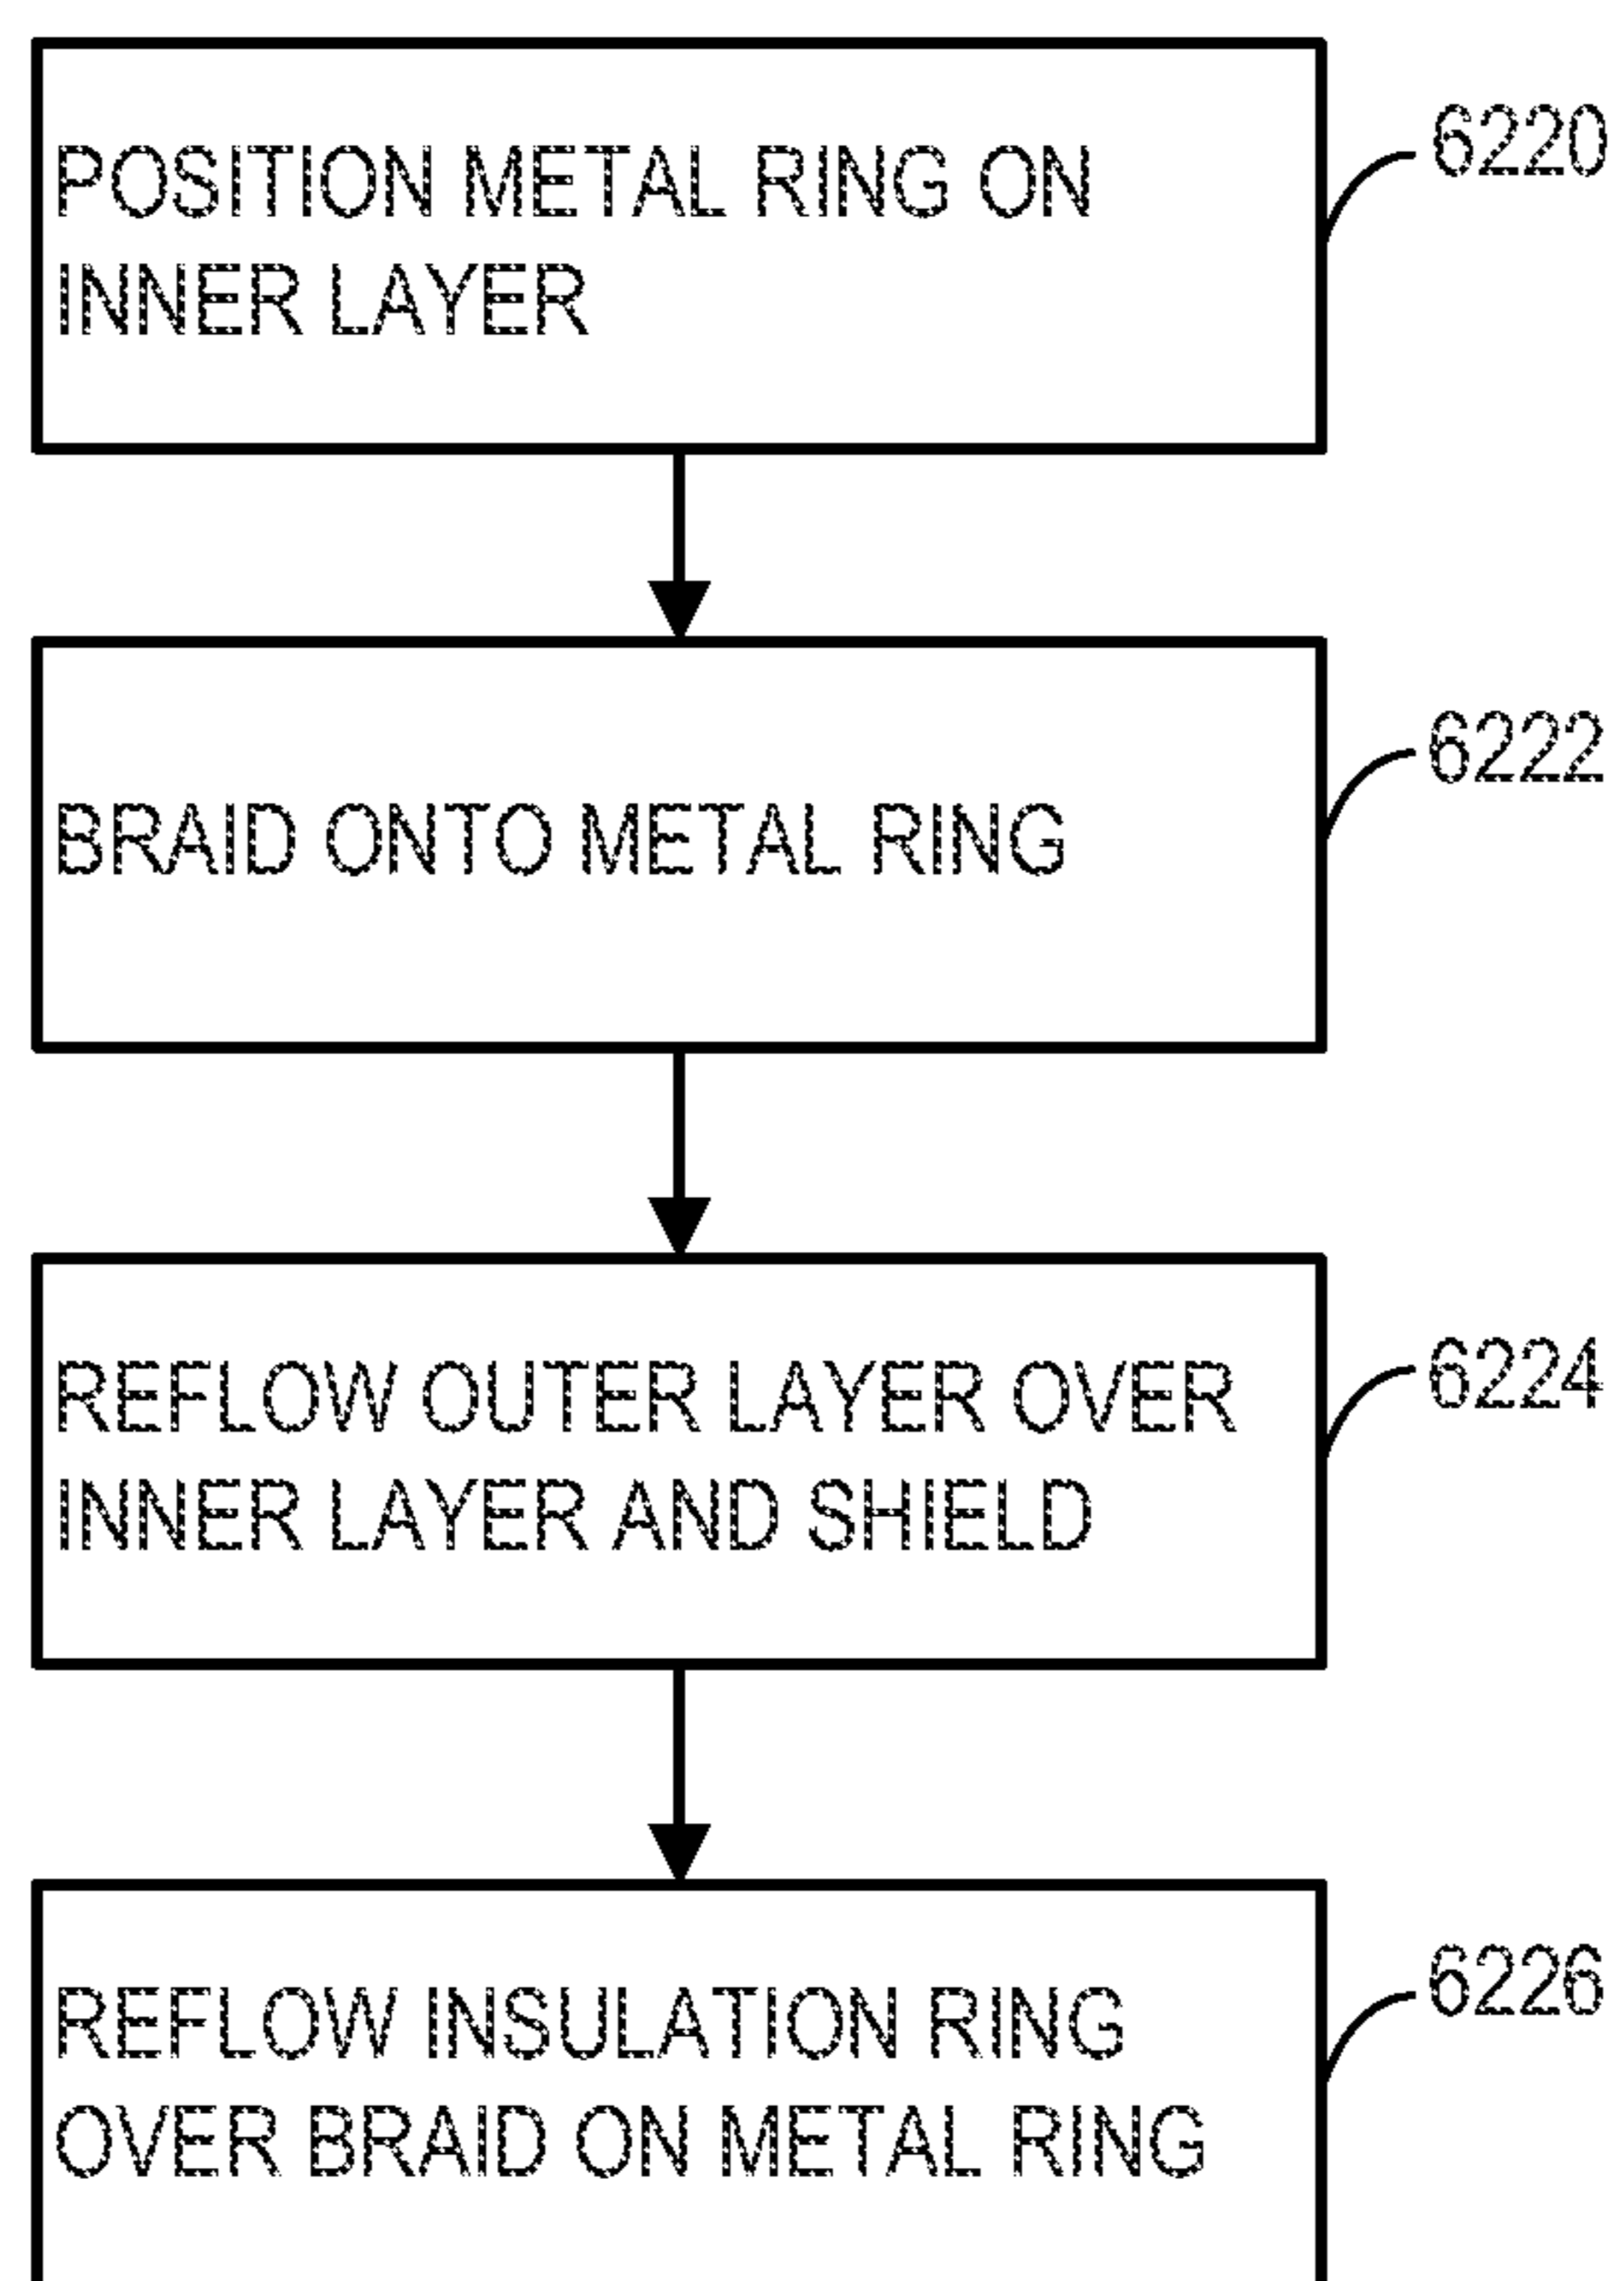 POSITION METAL RING ON
INNER LAYER
6220
BRAID ONTO METAL RING
6222
REFLOW OUTER LAYER OVER
INNER LAYER AND SHIELD
6224
REFLOW INSULATION RING
OVER BRAID ON METAL RING
6226